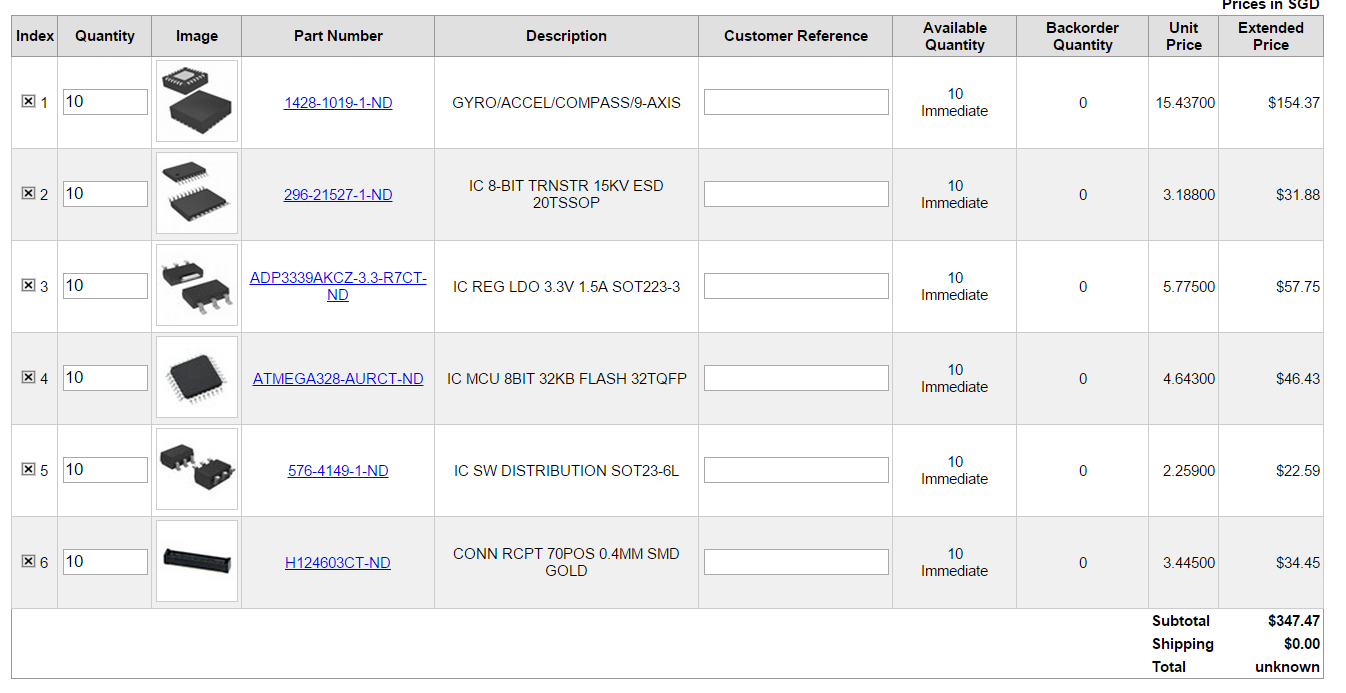 Prices in SGD
Index Quantity Image Part Number Description Customer Reference Available Quantity Backorder Quantity Unit Price Extended Price
1 10 1428-1019-1-ND GYRO/ACCEL/COMPASS/9-AXIS 10 Immediate 0 15.43700 $154.37
2 10 296-21527-1-ND IC 8-BIT TRNSTR 15KV ESD 20TSSOP 10 Immediate 0 3.18800 $31.88
3 10 ADP3339AKCZ-3.3-R7CT-ND IC REG LDO 3.3V 1.5A SOT223-3 10 Immediate 0 5.77500 $57.75
4 10 ATMEGA328-AURCT-ND IC MCU 8BIT 32KB FLASH 32TQFP 10 Immediate 0 4.64300 $46.43
5 10 576-4149-1-ND IC SW DISTRIBUTION SOT23-6L 10 Immediate 0 2.25900 $22.59
6 10 H124603CT-ND CONN RCPT 70POS 0.4MM SMD GOLD 10 Immediate 0 3.44500 $34.45
Subtotal $347.47
Shipping $0.00
Total unknown